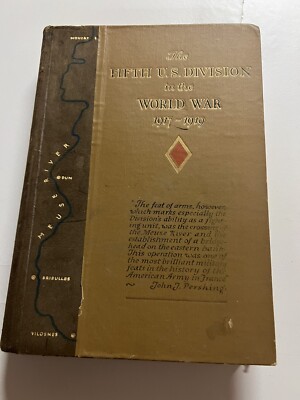 The
FIFTH U.S. DIVISION
in the
WORLD WAR
1917-1919
MEUSE RIVER
DUN
"The feat of arms, however,
which marks especially the
Division's ability as a fight-
ing unit, was the crossing of
the Meuse River and the
establishment of a bridge-
head on the eastern bank.
This operation was one of
the most brilliant military
feats in the history of the
American Army in France"
~ John J. Pershing.